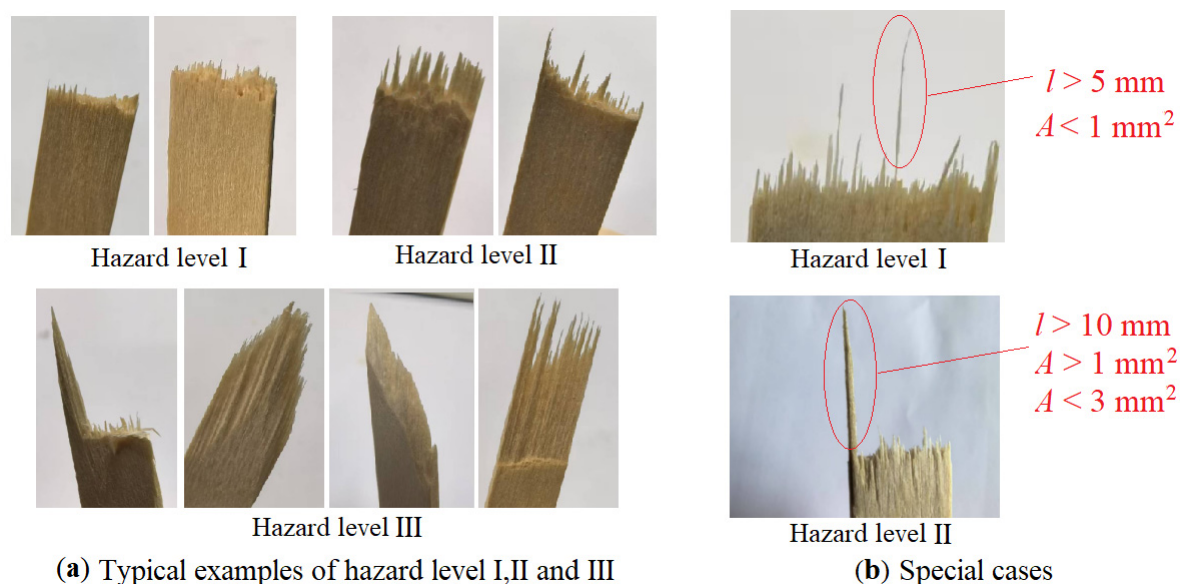 Hazard level Ⅰ
Hazard level Ⅱ
Hazard level Ⅲ
(a) Typical examples of hazard level I,II and III
l > 5 mm
A < 1 mm²
Hazard level Ⅰ
l > 10 mm
A > 1 mm²
A < 3 mm²
Hazard level Ⅱ
(b) Special cases